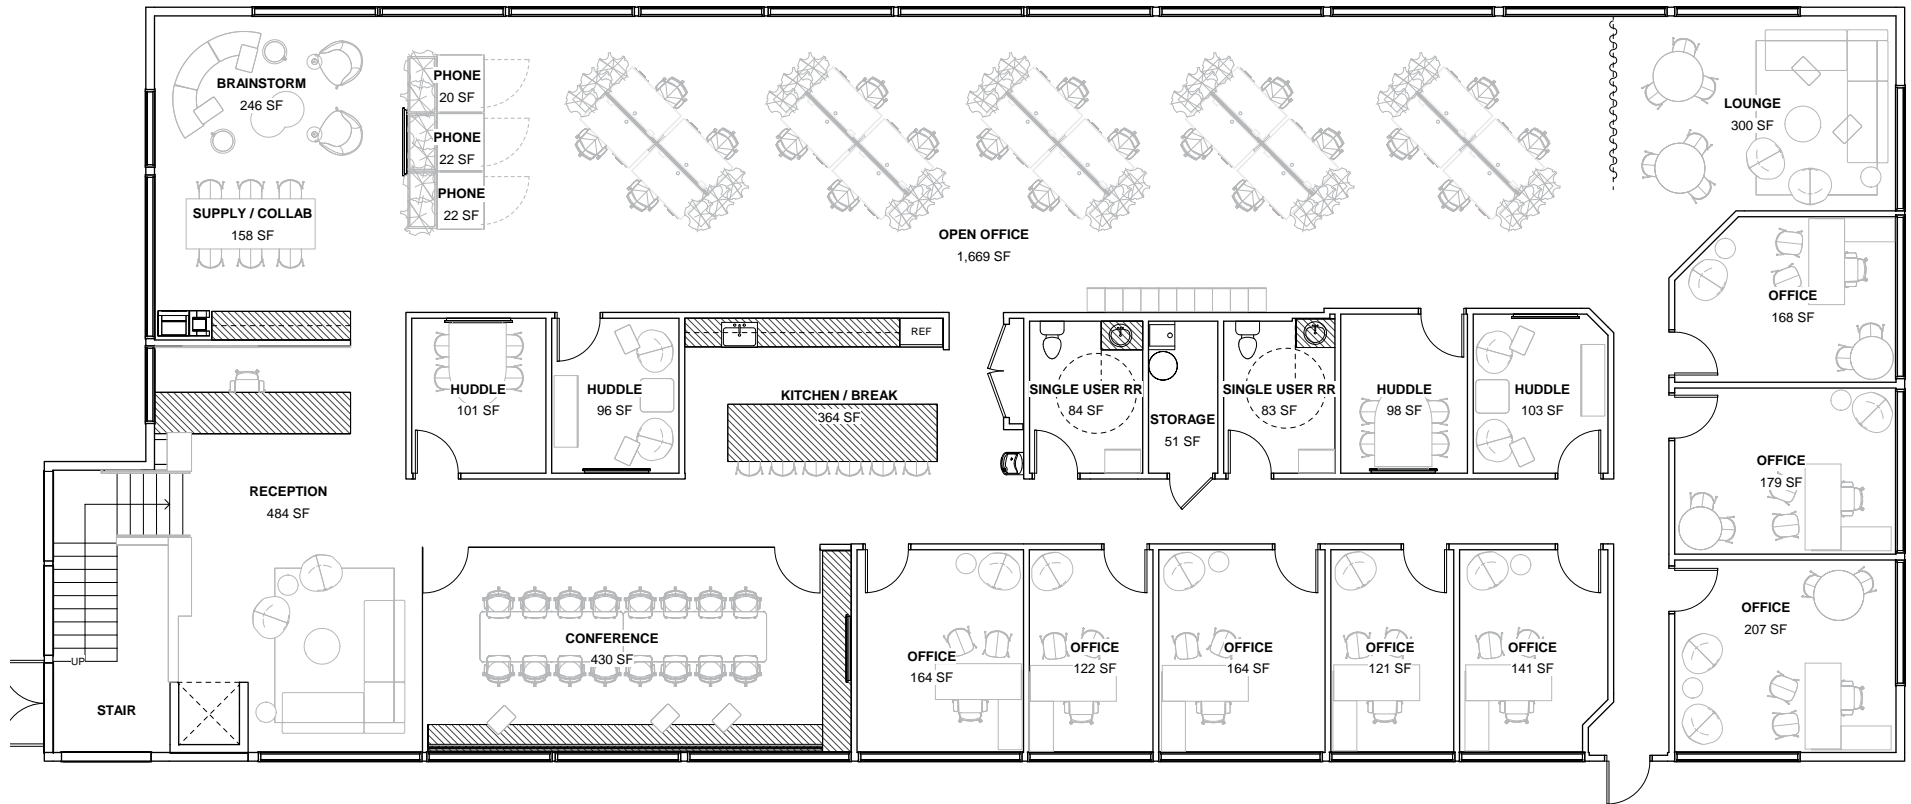 BRAINSTORM
246 SF
PHONE
20 SF
PHONE
22 SF
PHONE
22 SF
LOUNGE
300 SF
SUPPLY / COLLAB
158 SF
OPEN OFFICE
1,669 SF
OFFICE
168 SF
REF
HUDDLE
101 SF
HUDDLE
96 SF
KITCHEN / BREAK
364 SF
SINGLE USER RR
84 SF
STORAGE
51 SF
SINGLE USER RR
83 SF
HUDDLE
98 SF
HUDDLE
103 SF
OFFICE
179 SF
RECEPTION
484 SF
CONFERENCE
430 SF
OFFICE
164 SF
OFFICE
122 SF
OFFICE
164 SF
OFFICE
121 SF
OFFICE
141 SF
OFFICE
207 SF
UP
STAIR